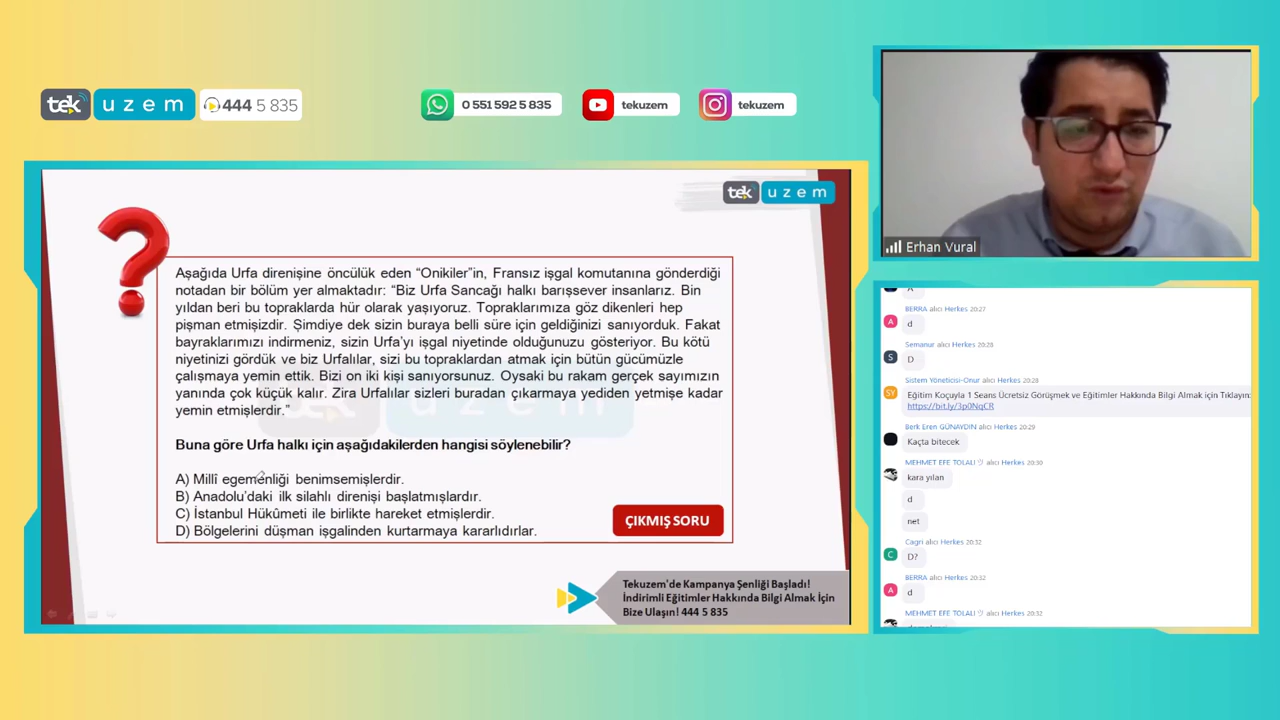 tek uzem 444 5 835
0 551 592 5 835
tekuzem
tekuzem
tek uzem
Aşağıda Urfa direnişine öncülük eden “Onikiler”in, Fransız işgal komutanına gönderdiği
notadan bir bölüm yer almaktadır: “Biz Urfa Sancağı halkı barışsever insanlarız. Bin
yıldan beri bu topraklarda hür olarak yaşıyoruz. Topraklarımıza göz dikenleri hep
pişman etmişizdir. Şimdiye dek sizin buraya belli süre için geldiğinizi sanıyorduk. Fakat
bayraklarımızı indirmeniz, sizin Urfa’yı işgal niyetinde olduğunuzu gösteriyor. Bu kötü
niyetinizi gördük ve biz Urfalılar, sizi bu topraklardan atmak için bütün gücümüzle
çalışmaya yemin ettik. Bizi on iki kişi sanıyorsunuz. Oysaki bu rakam gerçek sayımızın
yanında çok küçük kalır. Zira Urfalılar sizleri buradan çıkarmaya yediden yetmişe kadar
yemin etmişlerdir.”
Buna göre Urfa halkı için aşağıdakilerden hangisi söylenebilir?
A) Millî egemenliği benimsemişlerdir.
B) Anadolu’daki ilk silahlı direnişi başlatmışlardır.
C) İstanbul Hükûmeti ile birlikte hareket etmişlerdir.
D) Bölgelerini düşman işgalinden kurtarmaya kararlıdırlar.
ÇIKMIŞ SORU
Tekuzem'de Kampanya Şenliği Başladı!
İndirimli Eğitimler Hakkında Bilgi Almak İçin
Bize Ulaşın! 444 5 835
Erhan Vural
BERRA alıcı Herkes 20:27
A
d
Semanur alıcı Herkes 20:28
S
D
Sistem Yöneticisi-Onur alıcı Herkes 20:28
SY
Eğitim Koçuyla 1 Seans Ücretsiz Görüşmek ve Eğitimler Hakkında Bilgi Almak için Tıklayın:
https://bit.ly/3p0NqCR
Berk Eren GÜNAYDIN alıcı Herkes 20:29
Kaçta bitecek
MEHMET EFE TOLALI ツ alıcı Herkes 20:30
kara yılan
d
net
Cagri alıcı Herkes 20:32
C
D?
BERRA alıcı Herkes 20:32
A
d
MEHMET EFE TOLALI ツ alıcı Herkes 20:32